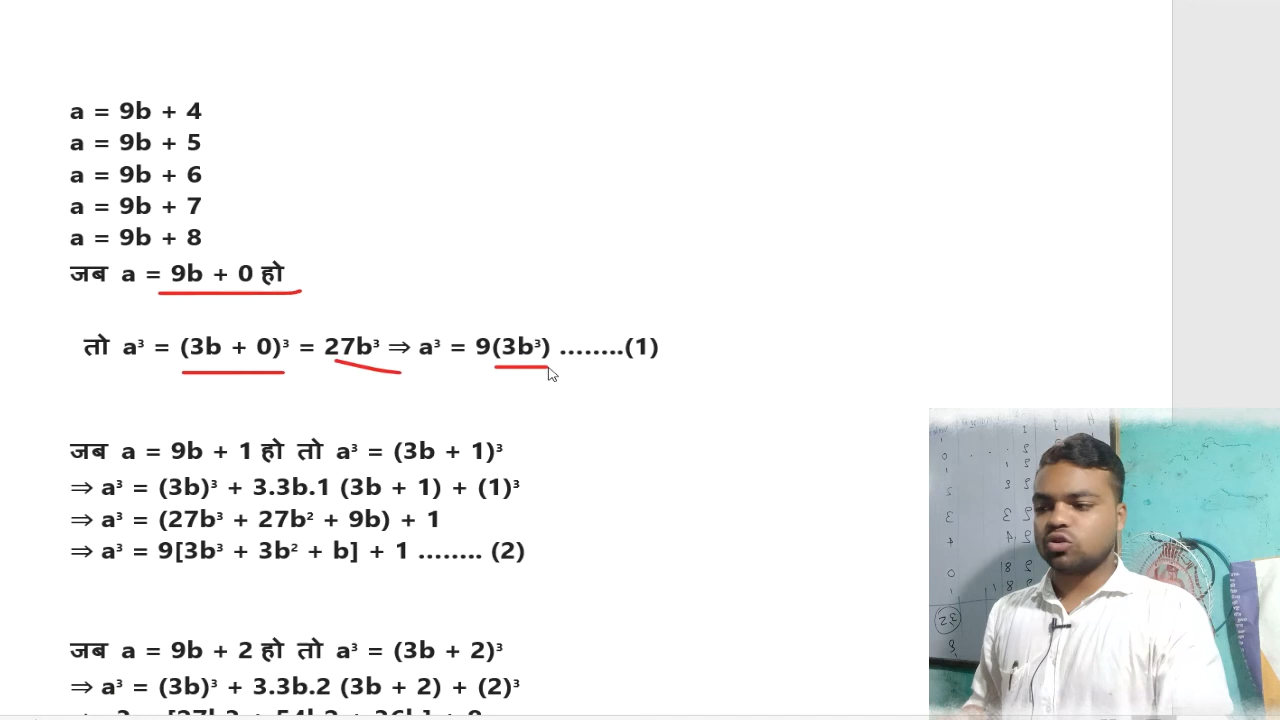 a = 9b + 4
a = 9b + 5
a = 9b + 6
a = 9b + 7
a = 9b + 8
जब a = 9b + 0 हो
तो a³ = (3b + 0)³ = 27b³ ⇒ a³ = 9(3b³) ........(1)
जब a = 9b + 1 हो तो a³ = (3b + 1)³
⇒ a³ = (3b)³ + 3.3b.1 (3b + 1) + (1)³
⇒ a³ = (27b³ + 27b² + 9b) + 1
⇒ a³ = 9[3b³ + 3b² + b] + 1 ........ (2)
जब a = 9b + 2 हो तो a³ = (3b + 2)³
⇒ a³ = (3b)³ + 3.3b.2 (3b + 2) + (2)³
32